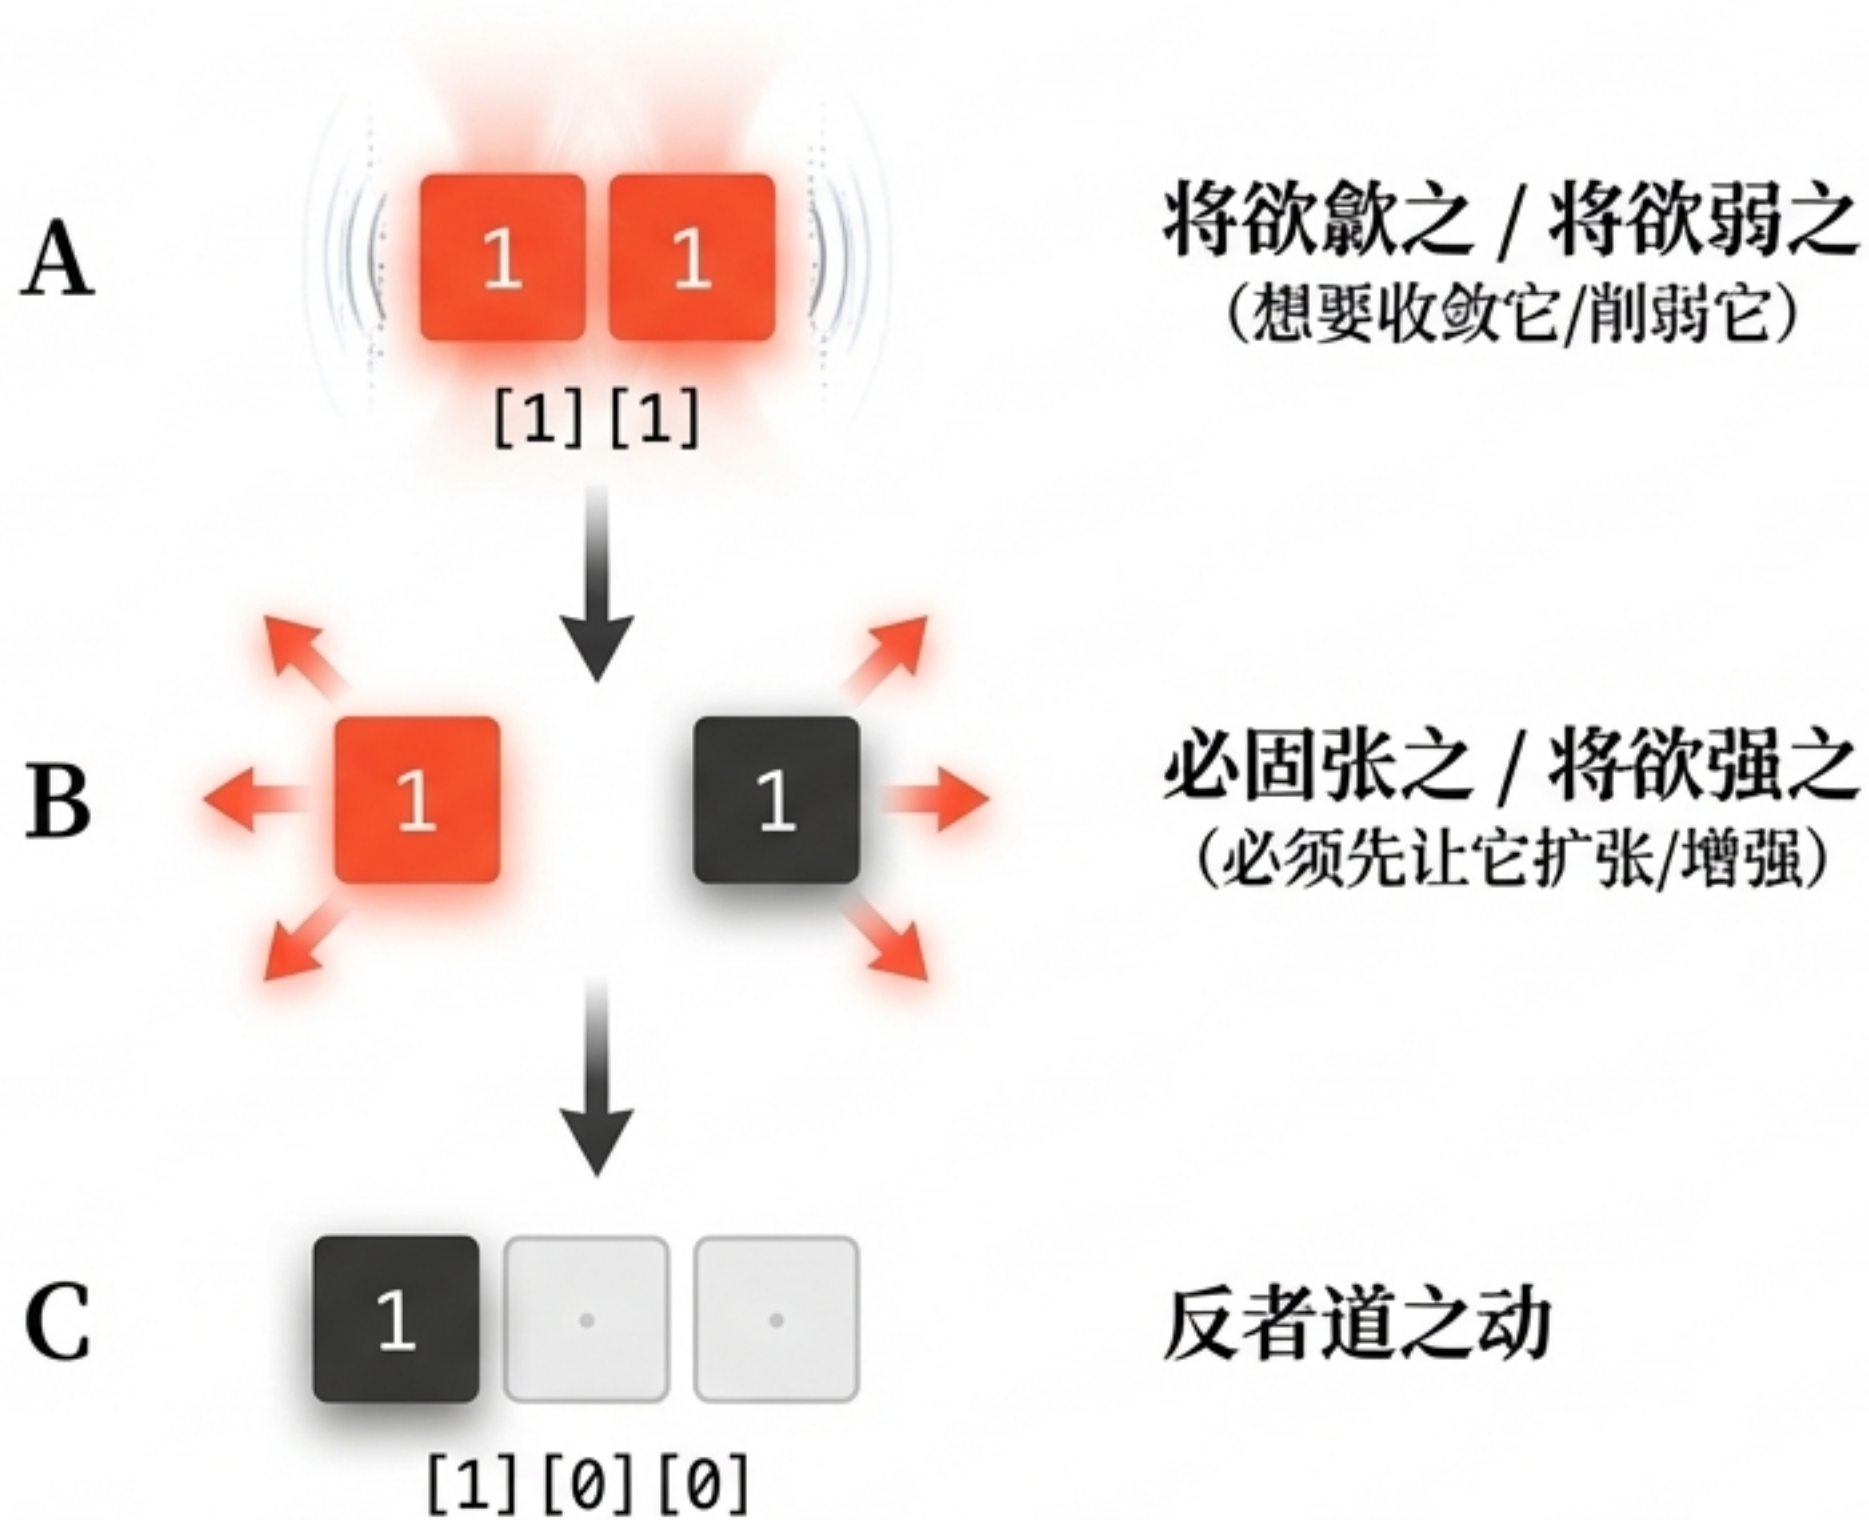 A
1 1
[1][1]
将欲歙之 / 将欲弱之
(想要收敛它/削弱它)
B
1 1
必固张之 / 将欲强之
(必须先让它扩张/增强)
C
1
[1][0][0]
反者道之动